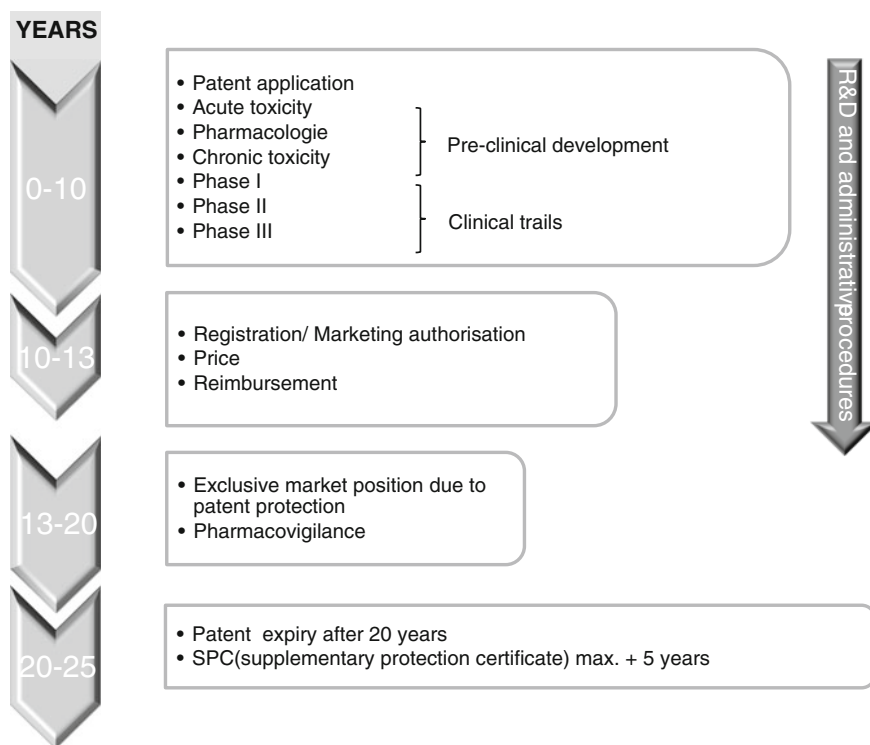 YEARS
0-10
• Patent application
• Acute toxicity
• Pharmacologie
• Chronic toxicity
• Phase I
• Phase II
• Phase III
Pre-clinical development
Clinical trails
10-13
• Registration/ Marketing authorisation
• Price
• Reimbursement
13-20
• Exclusive market position due to
patent protection
• Pharmacovigilance
20-25
• Patent expiry after 20 years
• SPC(supplementary protection certificate) max. + 5 years
R&D and administrativeprocedures